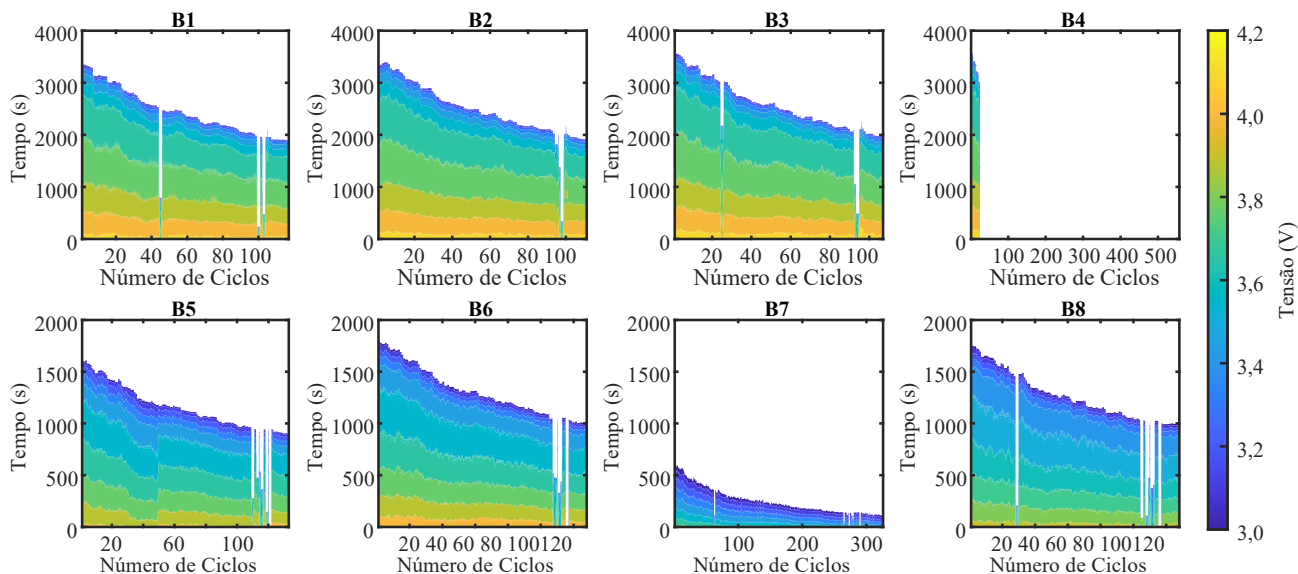 B1 B2 B3 B4
4000 4000 4000 4000 4,2
3000 3000 3000 3000
2000 2000 2000 2000 4,0
1000 1000 1000 1000
0 0 0 0
Tempo (s) Tempo (s) Tempo (s) Tempo (s)
20 40 60 80 100 20 40 60 80 100 20 40 60 80 100 100 200 300 400 500 3,8
Número de Ciclos Número de Ciclos Número de Ciclos Número de Ciclos
Tensão (V)
B5 B6 B7 B8 3,6
2000 2000 2000 2000
1500 1500 1500 1500 3,4
1000 1000 1000 1000
500 500 500 500 3,2
0 0 0 0 3,0
Tempo (s) Tempo (s) Tempo (s) Tempo (s)
20 60 100 20 40 60 80 100 120 100 200 300 20 40 60 80 100 120
Número de Ciclos Número de Ciclos Número de Ciclos Número de Ciclos